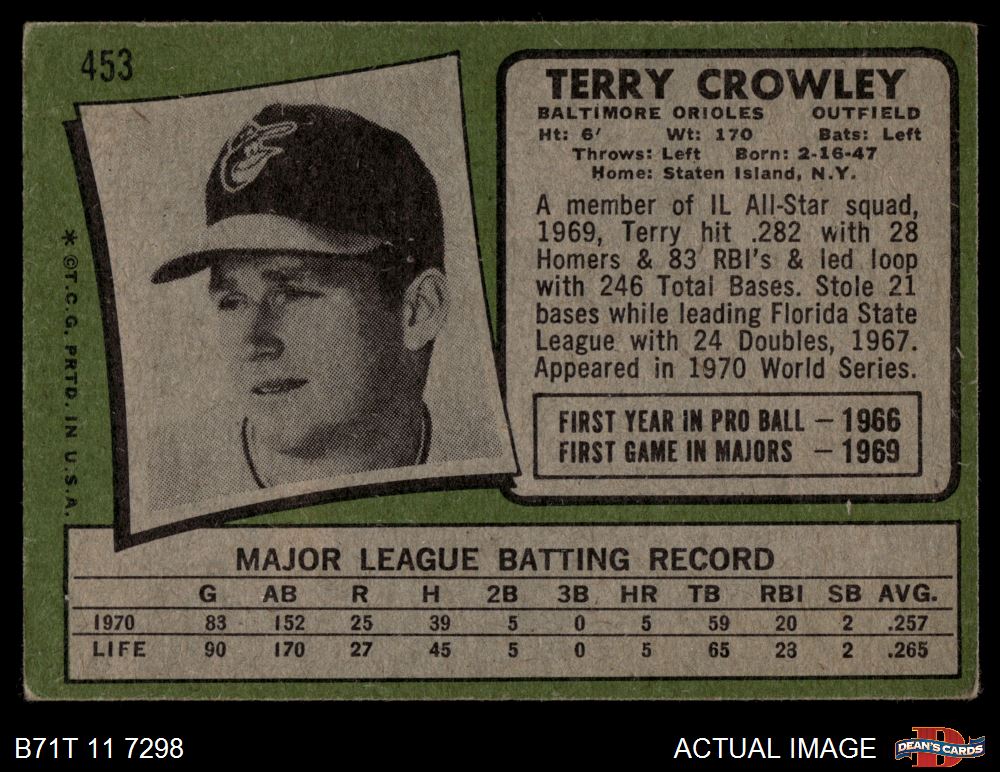 453
TERRY CROWLEY
BALTIMORE ORIOLES OUTFIELD
Ht: 6' Wt: 170 Bats: Left
Throws: Left Born: 2-16-47
Home: Staten Island, N.Y.
A member of IL All-Star squad,
1969, Terry hit .282 with 28
Homers & 83 RBI's & led loop
with 246 Total Bases. Stole 21
bases while leading Florida State
League with 24 Doubles, 1967.
Appeared in 1970 World Series.
FIRST YEAR IN PRO BALL — 1966
FIRST GAME IN MAJORS — 1969
* ©T.C.G. PRTD. IN U.S.A.
MAJOR LEAGUE BATTING RECORD
G AB R H 2B 3B HR TB RBI SB AVG.
1970 83 152 25 39 5 0 5 59 20 2 .257
LIFE 90 170 27 45 5 0 5 65 23 2 .265
B71T 11 7298
ACTUAL IMAGE
DEAN'S CARDS